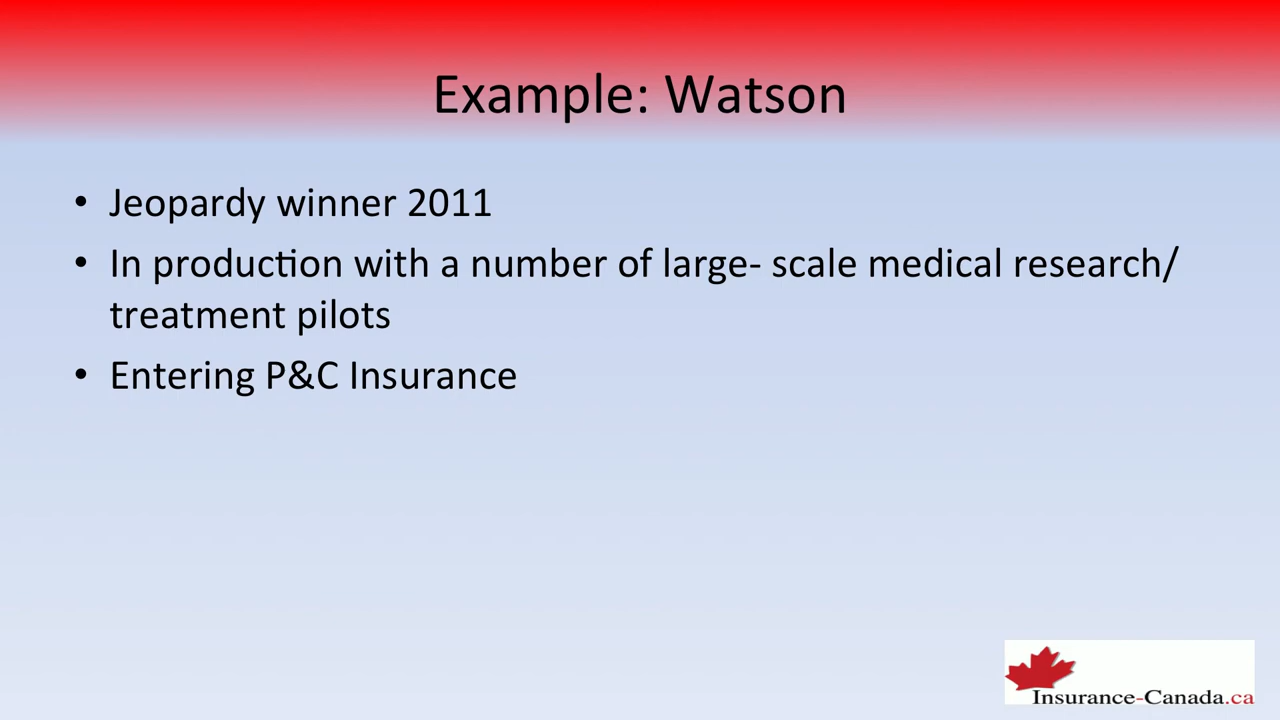 Example: Watson
• Jeopardy winner 2011
• In production with a number of large- scale medical research/
treatment pilots
• Entering P&C Insurance
Insurance-Canada.ca